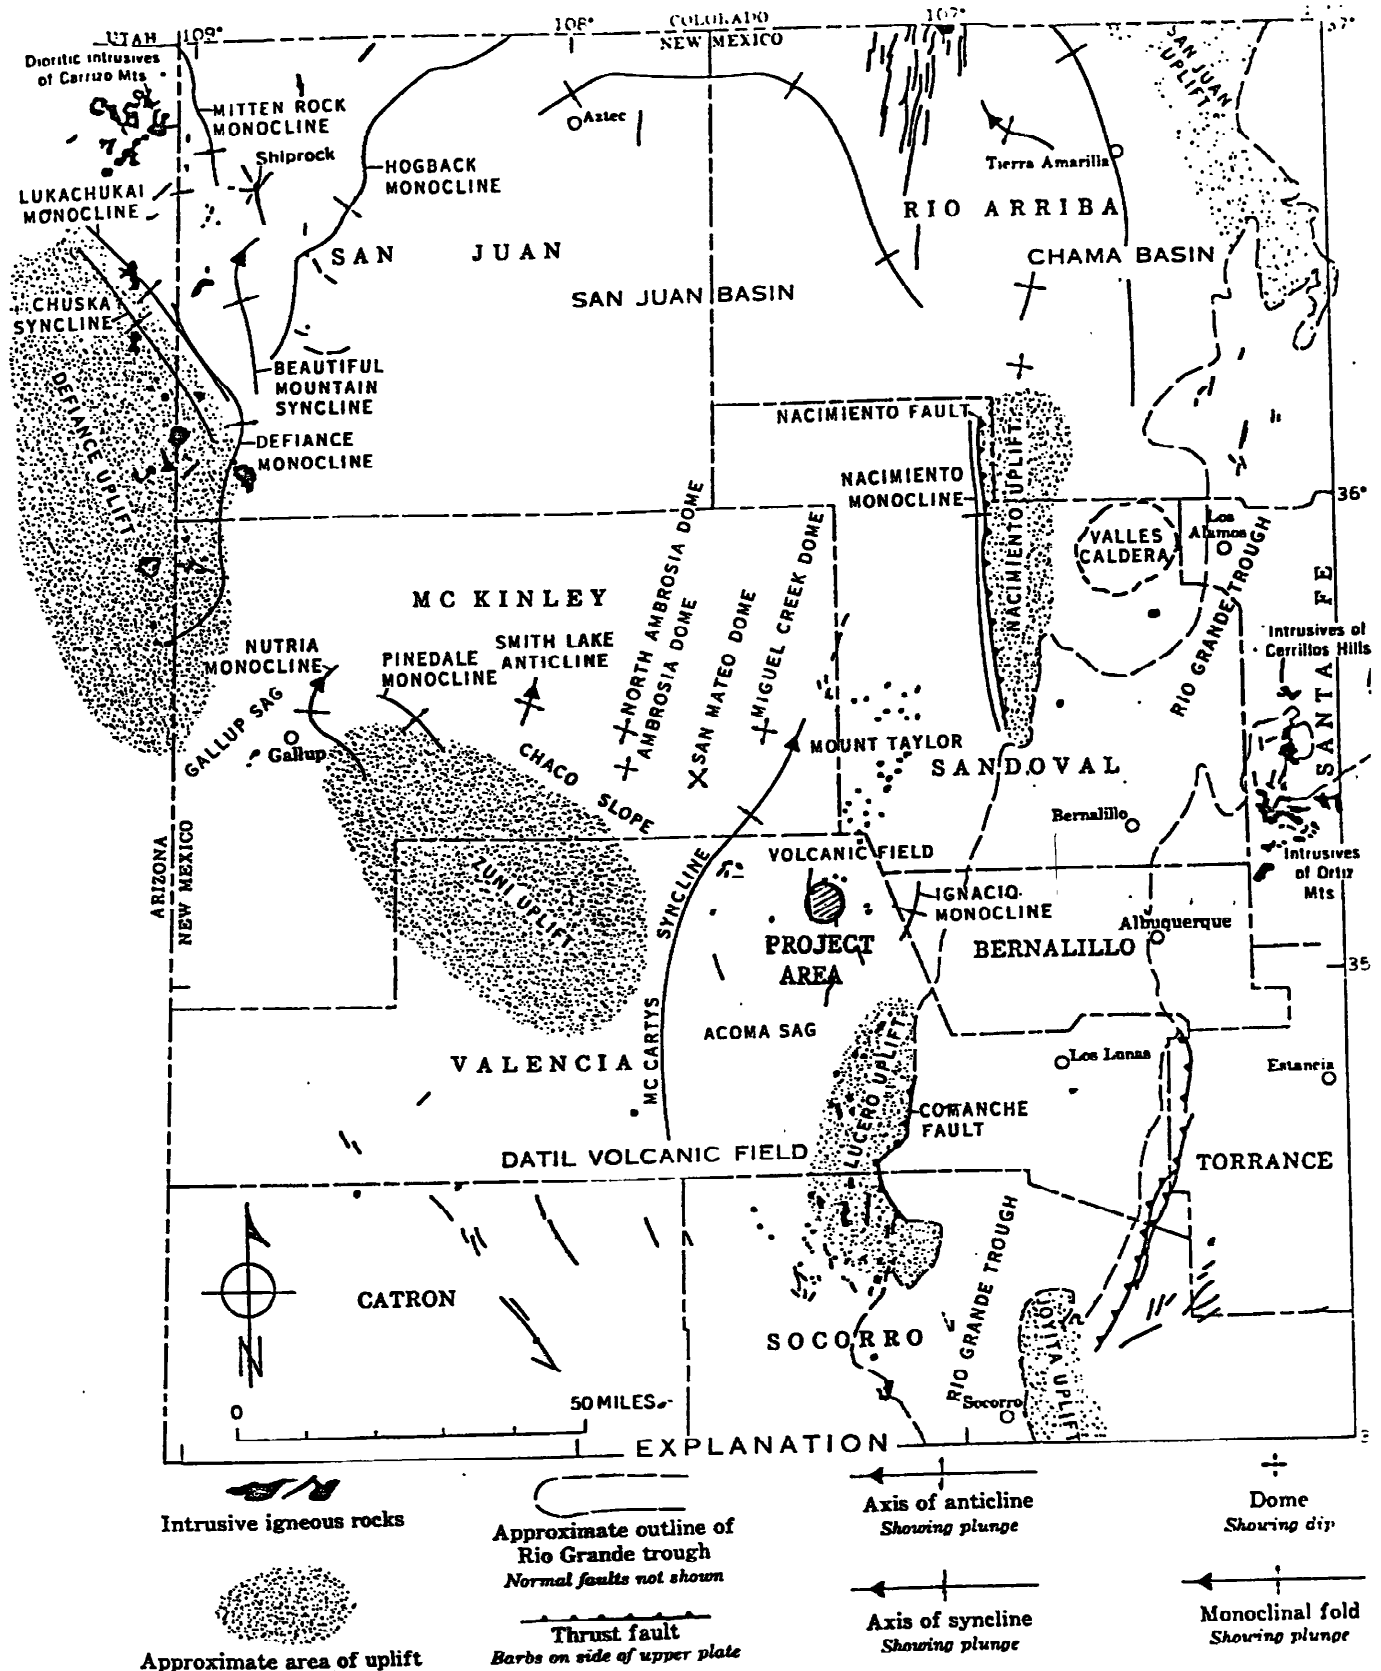 COLORADO
NEW MEXICO
UTAH
109°
108°
107°
37°
Dioritic Intrusives
of Carrizo Mts
MITTEN ROCK
MONOCLINE
Shiprock
HOGBACK
MONOCLINE
Aztec
SAN JUAN
UPLIFT
Tierra Amarilla
LUKACHUKAI
MONOCLINE
RIO ARRIBA
SAN JUAN
CHAMA BASIN
SAN JUAN BASIN
CHUSKA
SYNCLINE
BEAUTIFUL
MOUNTAIN
SYNCLINE
DEFIANCE UPLIFT
DEFIANCE
MONOCLINE
NACIMIENTO FAULT
NACIMIENTO
MONOCLINE
NACIMIENTO UPLIFT
36°
VALLES
CALDERA
Los
Alamos
RIO GRANDE TROUGH
SANTA FE
MC KINLEY
NORTH AMBROSIA DOME
AMBROSIA DOME
SAN MATEO DOME
MIGUEL CREEK DOME
NUTRIA
MONOCLINE
PINEDALE
MONOCLINE
SMITH LAKE
ANTICLINE
Intrusives of
Cerrillos Hills
GALLUP SAG
Gallup
CHACO SLOPE
MOUNT TAYLOR
SANDOVAL
Bernalillo
ARIZONA
NEW MEXICO
ZUNI UPLIFT
VOLCANIC FIELD
IGNACIO
MONOCLINE
Intrusives
of Ortiz
Mts
Albuquerque
PROJECT
AREA
BERNALILLO
35
MC CARTYS SYNCLINE
ACOMA SAG
VALENCIA
LUCERO UPLIFT
Los Lunas
Estancia
COMANCHE
FAULT
DATIL VOLCANIC FIELD
TORRANCE
N
CATRON
SOCORRO
RIO GRANDE TROUGH
JOYITA UPLIFT
Socorro
0
50 MILES
EXPLANATION
Intrusive igneous rocks
Approximate area of uplift
Approximate outline of
Rio Grande trough
Normal faults not shown
Thrust fault
Barbs on side of upper plate
Axis of anticline
Showing plunge
Axis of syncline
Showing plunge
Dome
Showing dip
Monoclinal fold
Showing plunge